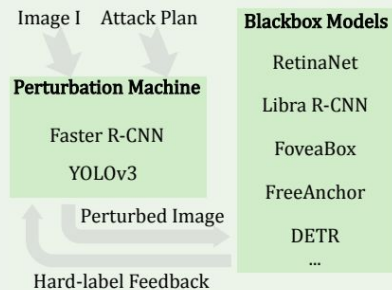 Image I Attack Plan
Perturbation Machine
Faster R-CNN
YOLOv3
Perturbed Image
Hard-label Feedback
Blackbox Models
RetinaNet
Libra R-CNN
FoveaBox
FreeAnchor
DETR
...